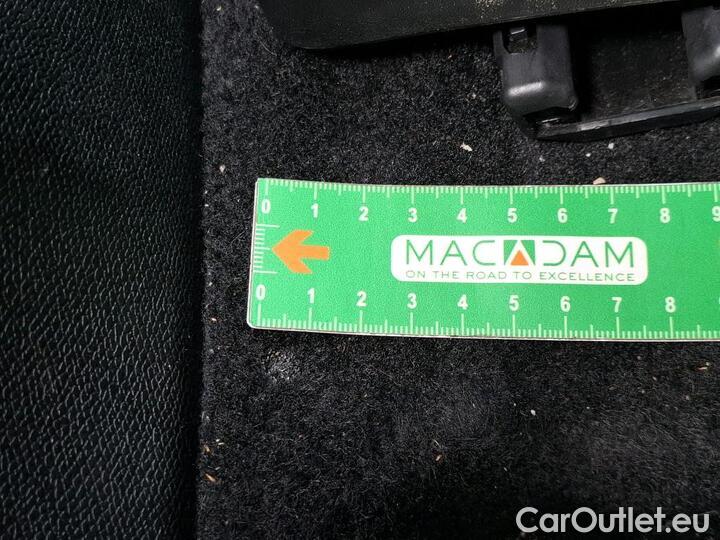 0 1 2 3 4 5 6 7 8 9
MACADAM
ON THE ROAD TO EXCELLENCE
0 1 2 3 4 5 6 7 8
CarOutlet.eu